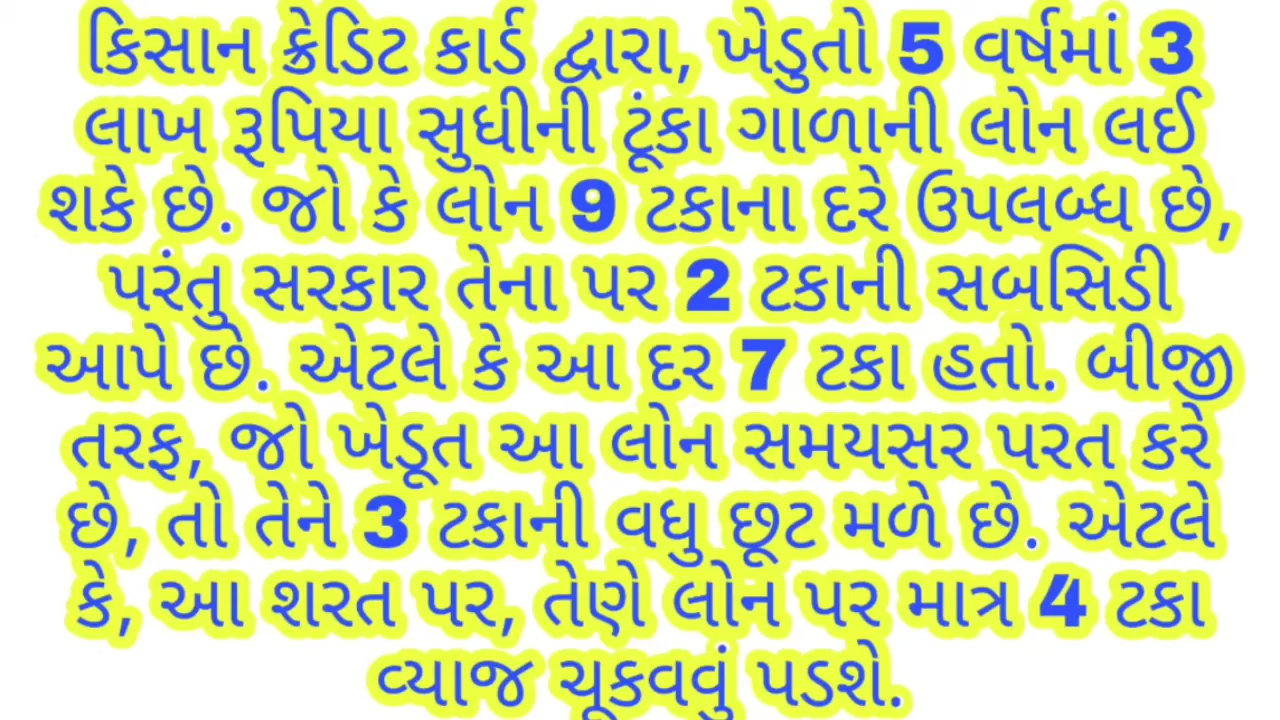 કિસાન ક્રેડિટ કાર્ડ દ્વારા, ખેડુતો 5 વર્ષમાં 3
લાખ રૂપિયા સુધીની ટૂંકા ગાળાની લોન લઈ
શકે છે. જો કે લોન 9 ટકાના દરે ઉપલબ્ધ છે,
પરંતુ સરકાર તેના પર 2 ટકાની સબસિડી
આપે છે. એટલે કે આ દર 7 ટકા હતો. બીજી
તરફ, જો ખેડૂત આ લોન સમયસર પરત કરે
છે, તો તેને 3 ટકાની વધુ છૂટ મળે છે. એટલે
કે, આ શરત પર, તેણે લોન પર માત્ર 4 ટકા
વ્યાજ ચૂકવવું પડશે.